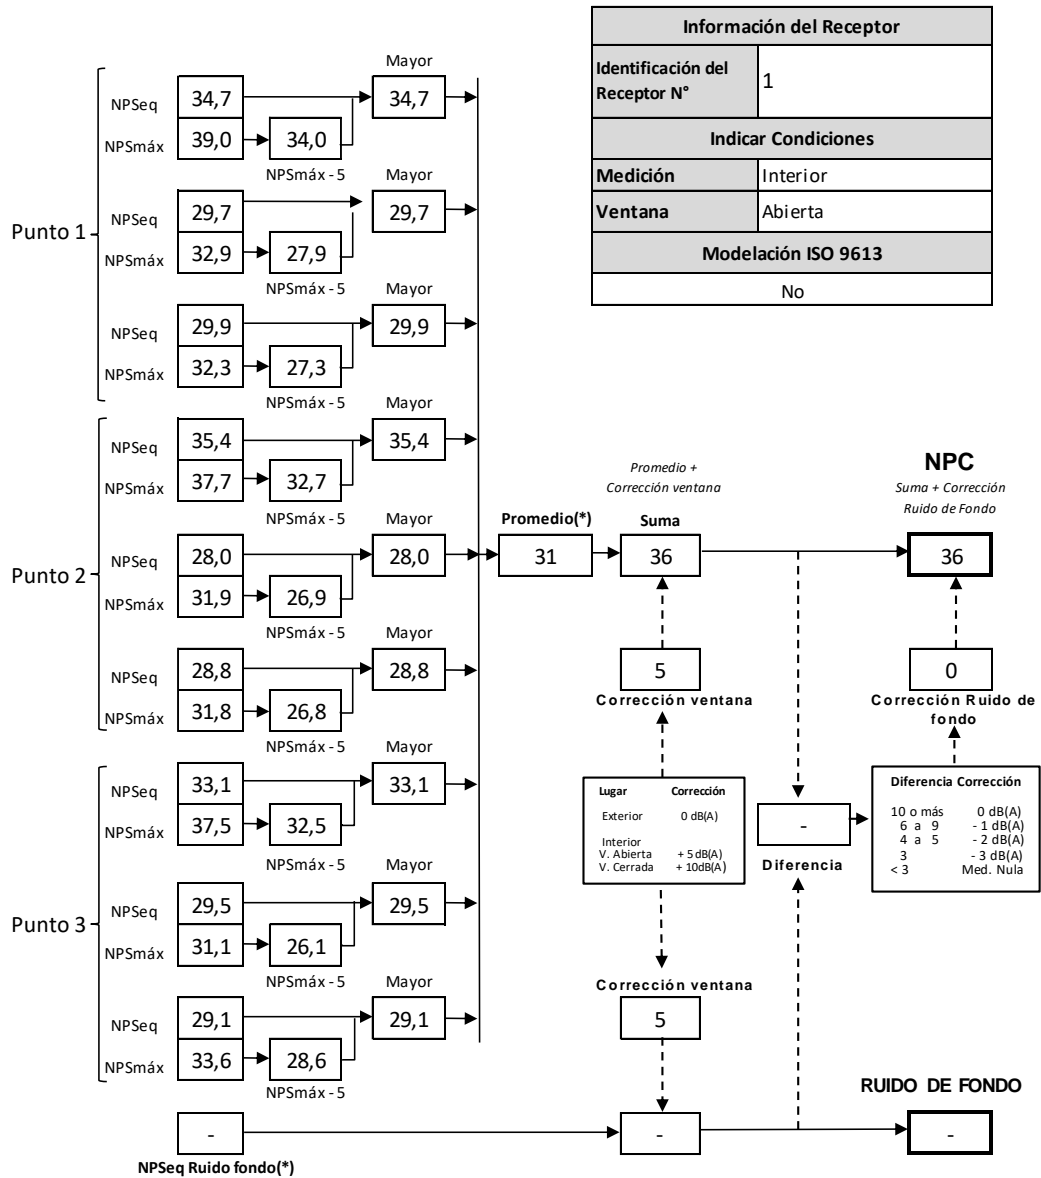 Información del Receptor
Identificación del
Receptor N°
1
Indicar Condiciones
Medición
Interior
Ventana
Abierta
Modelación ISO 9613
No
Punto 1
Mayor
NPSeq
34,7
34,7
NPSmáx
39,0
34,0
NPSmáx - 5
Mayor
NPSeq
29,7
29,7
NPSmáx
32,9
27,9
NPSmáx - 5
Mayor
NPSeq
29,9
29,9
NPSmáx
32,3
27,3
NPSmáx - 5
Punto 2
Mayor
NPSeq
35,4
35,4
NPSmáx
37,7
32,7
NPSmáx - 5
Mayor
NPSeq
28,0
28,0
NPSmáx
31,9
26,9
NPSmáx - 5
Mayor
NPSeq
28,8
28,8
NPSmáx
31,8
26,8
NPSmáx - 5
Punto 3
Mayor
NPSeq
33,1
33,1
NPSmáx
37,5
32,5
NPSmáx - 5
Mayor
NPSeq
29,5
29,5
NPSmáx
31,1
26,1
NPSmáx - 5
Mayor
NPSeq
29,1
29,1
NPSmáx
33,6
28,6
NPSmáx - 5
-
NPSeq Ruido fondo(*)
Promedio(*)
31
Promedio +
Corrección ventana
Suma
36
5
Corrección ventana
Lugar Corrección
Exterior 0 dB(A)
Interior
V. Abierta + 5 dB(A)
V. Cerrada + 10dB(A)
Corrección ventana
5
-
-
Diferencia
NPC
Suma + Corrección
Ruido de Fondo
36
0
Corrección Ruido de
fondo
Diferencia Corrección
10 o más 0 dB(A)
6 a 9 - 1 dB(A)
4 a 5 - 2 dB(A)
3 - 3 dB(A)
< 3 Med. Nula
RUIDO DE FONDO
-